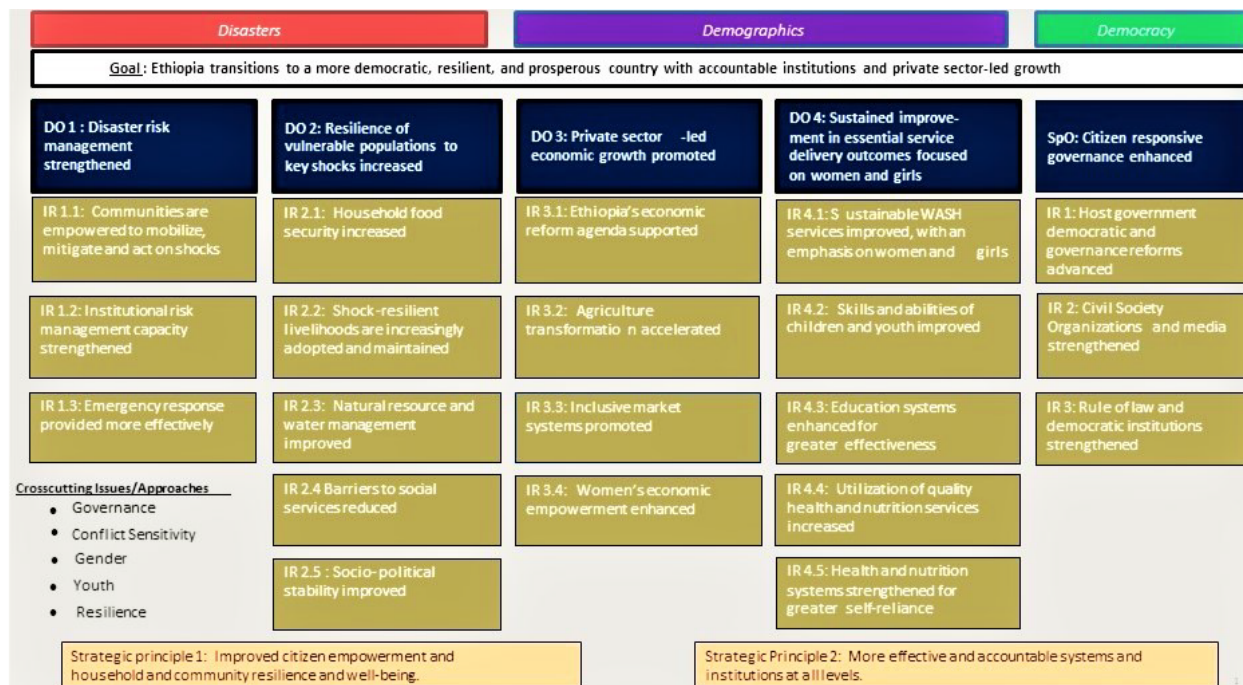 Disasters
Demographics
Democracy
Goal : Ethiopia transitions to a more democratic, resilient, and prosperous country with accountable institutions and private sector-led growth
DO 1 : Disaster risk
management
strengthened
DO 2: Resilience of
vulnerable populations to
key shocks increased
DO 3: Private sector -led
economic growth promoted
DO 4: Sustained improve-
ment in essential service
delivery outcomes focused
on women and girls
SpO: Citizen responsive
governance enhanced
IR 1.1: Communities are
empowered to mobilize,
mitigate and act on shocks
IR 2.1: Household food
security increased
IR 3.1: Ethiopia's economic
reform agenda supported
IR 4.1: S ustainable WASH
services improved, with an
emphasis on women and girls
IR 1: Host government
democratic and
governance reforms
advanced
IR 1.2: Institutional risk
management capacity
strengthened
IR 2.2: Shock-resilient
livelihoods are increasingly
adopted and maintained
IR 3.2: Agriculture
transformatio n accelerated
IR 4.2: Skills and abilities of
children and youth improved
IR 2: Civil Society
Organizations and media
strengthened
IR 1.3: Emergency response
provided more effectively
IR 2.3: Natural resource and
water management
improved
IR 3.3: Inclusive market
systems promoted
IR 4.3: Education systems
enhanced for
greater effectiveness
IR 3: Rule of law and
democratic institutions
strengthened
IR 2.4 Barriers to social
services reduced
IR 3.4: Women's economic
empowerment enhanced
IR 4.4: Utilization of quality
health and nutrition services
increased
IR 2.5 : Socio-political
stability improved
IR 4.5: Health and nutrition
systems strengthened for
greater self-reliance
Crosscutting Issues/Approaches
• Governance
• Conflict Sensitivity
• Gender
• Youth
• Resilience
Strategic principle 1: Improved citizen empowerment and
household and community resilience and well-being.
Strategic Principle 2: More effective and accountable systems and
institutions at all levels.